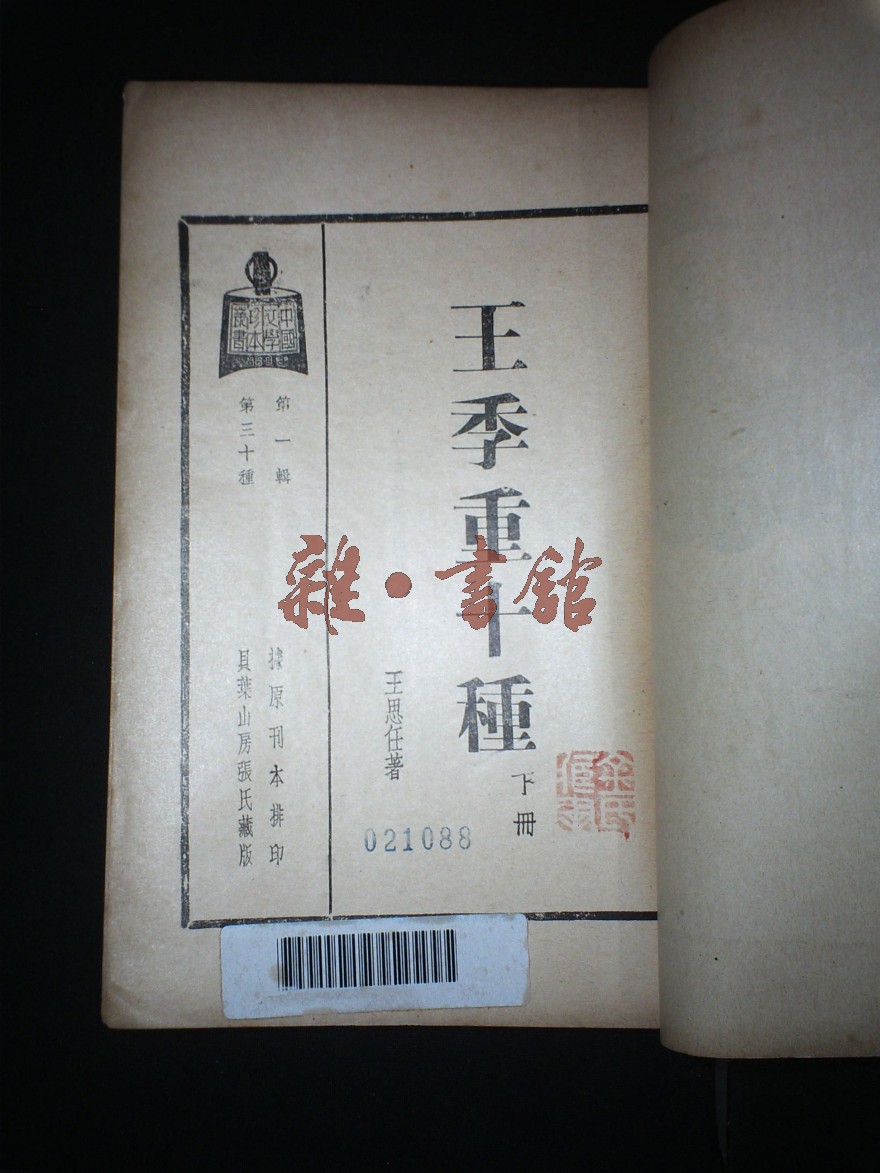 王季重十種
下冊
王思任著
021088
中國
文學
珍本
叢書
第一輯
第三十種
據原刊本排印
貝葉山房張氏藏版
雜•書館